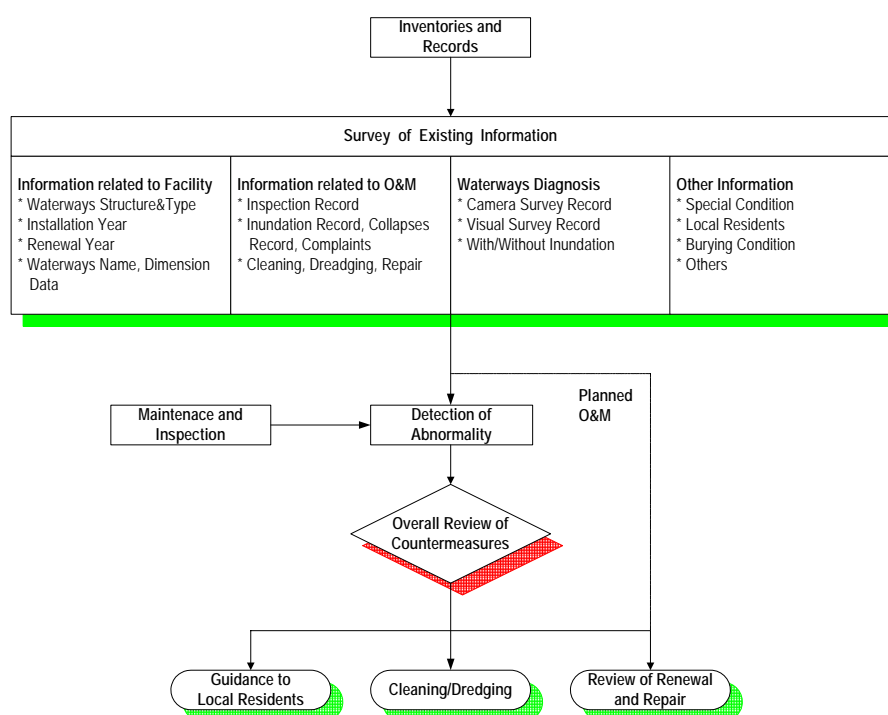 Inventories and
Records
Survey of Existing Information
Information related to Facility
* Waterways Structure&Type
* Installation Year
* Renewal Year
* Waterways Name, Dimension
Data
Information related to O&M
* Inspection Record
* Inundation Record, Collapses
Record, Complaints
* Cleaning, Dreadging, Repair
Waterways Diagnosis
* Camera Survey Record
* Visual Survey Record
* With/Without Inundation
Other Information
* Special Condition
* Local Residents
* Burying Condition
* Others
Planned
O&M
Maintenace and
Inspection
Detection of
Abnormality
Overall Review of
Countermeasures
Guidance to
Local Residents
Cleaning/Dredging
Review of Renewal
and Repair